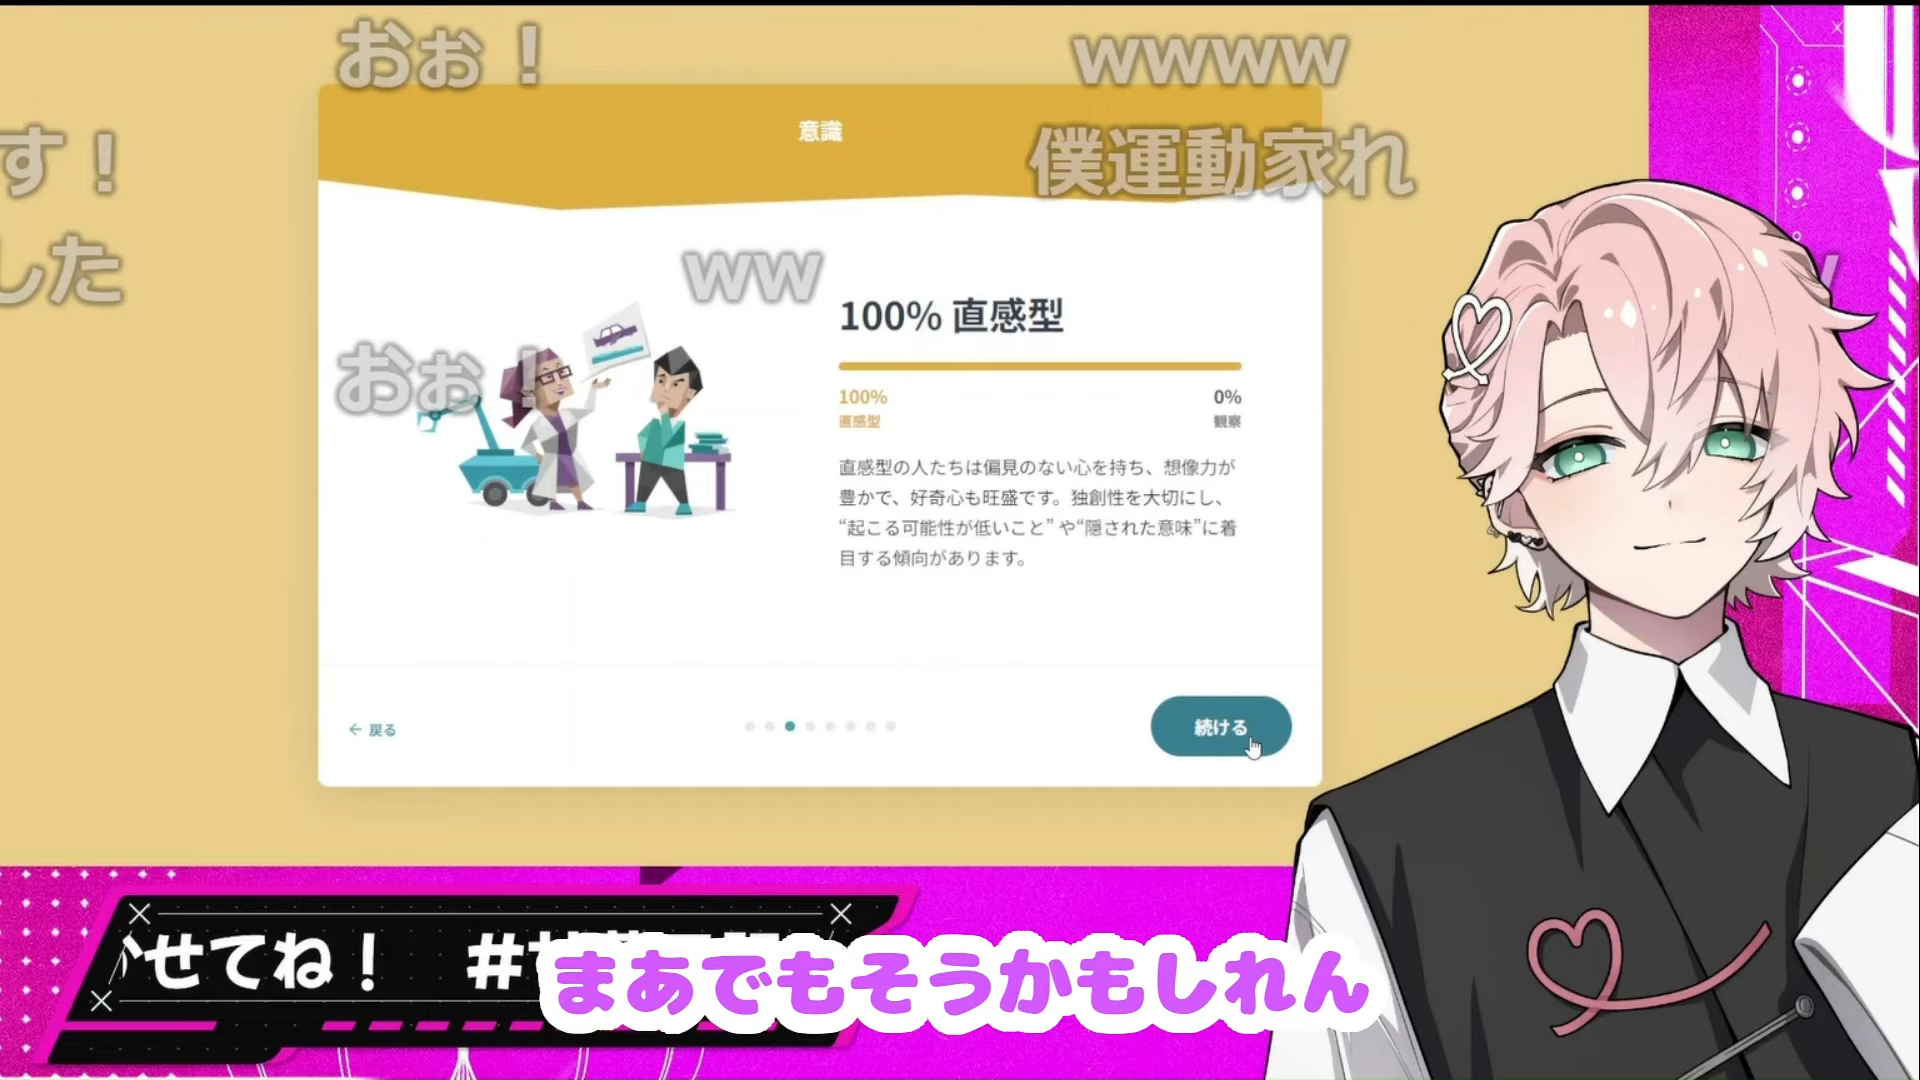 おぉ！
wwww
す！
僕運動家れ
意識
した
ww
100% 直感型
おぉ！
100%
0%
直感型
観察
直感型の人たちは偏見のない心を持ち、想像力が
豊かで、好奇心も旺盛です。独創性を大切にし、
“起こる可能性が低いこと” や“隠された意味”に着
目する傾向があります。
← 戻る
続ける
かせてね！ #
まあでもそうかもしれん